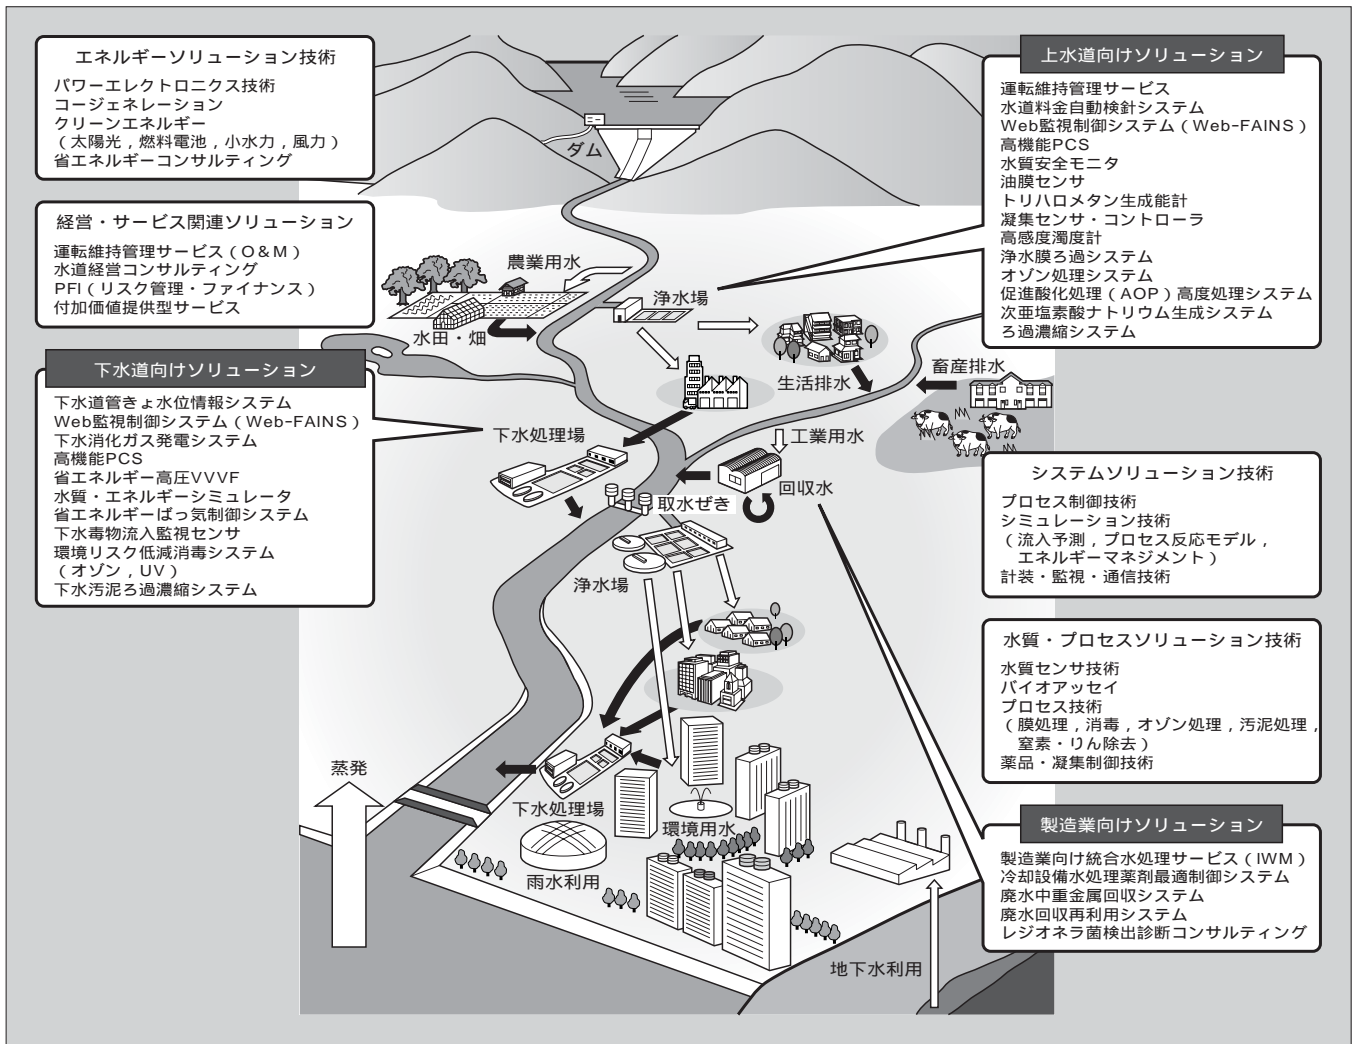 エネルギーソリューション技術
パワーエレクトロニクス技術
コージェネレーション
クリーンエネルギー
（太陽光，燃料電池，小水力，風力）
省エネルギーコンサルティング
経営・サービス関連ソリューション
運転維持管理サービス（O&M）
水道経営コンサルティング
PFI（リスク管理・ファイナンス）
付加価値提供型サービス
下水道向けソリューション
下水道管きょ水位情報システム
Web監視制御システム（Web-FAINS）
下水消化ガス発電システム
高機能PCS
省エネルギー高圧VVVF
水質・エネルギーシミュレータ
省エネルギーばっ気制御システム
下水毒物流入監視センサ
環境リスク低減消毒システム
（オゾン，UV）
下水汚泥ろ過濃縮システム
ダム
農業用水
浄水場
水田・畑
生活排水
畜産排水
下水処理場
工業用水
取水ぜき
回収水
浄水場
蒸発
下水処理場
環境用水
雨水利用
地下水利用
上水道向けソリューション
運転維持管理サービス
水道料金自動検針システム
Web監視制御システム（Web-FAINS）
高機能PCS
水質安全モニタ
油膜センサ
トリハロメタン生成能計
凝集センサ・コントローラ
高感度濁度計
浄水膜ろ過システム
オゾン処理システム
促進酸化処理（AOP）高度処理システム
次亜塩素酸ナトリウム生成システム
ろ過濃縮システム
システムソリューション技術
プロセス制御技術
シミュレーション技術
（流入予測，プロセス反応モデル，
エネルギーマネジメント）
計装・監視・通信技術
水質・プロセスソリューション技術
水質センサ技術
バイオアッセイ
プロセス技術
（膜処理，消毒，オゾン処理，汚泥処理，
窒素・りん除去）
薬品・凝集制御技術
製造業向けソリューション
製造業向け統合水処理サービス（IWM）
冷却設備水処理薬剤最適制御システム
廃水中重金属回収システム
廃水回収再利用システム
レジオネラ菌検出診断コンサルティング